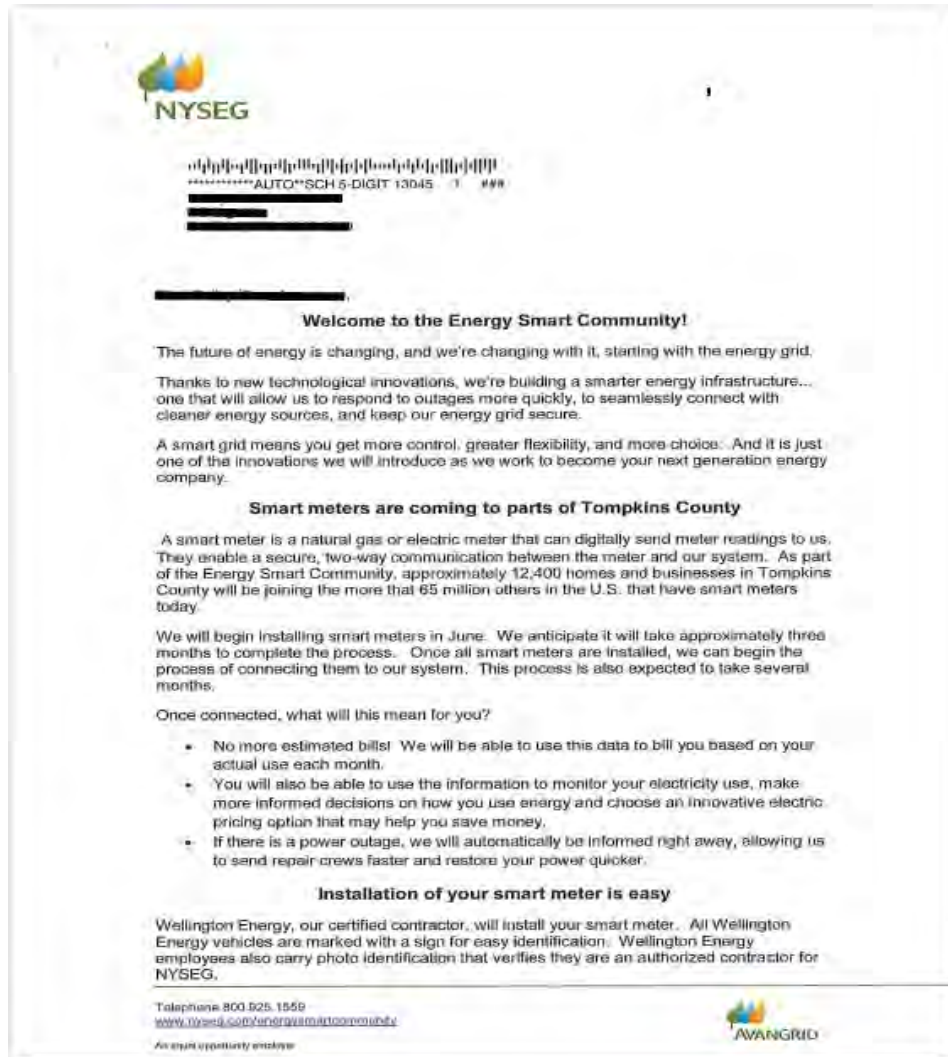 NYSEG
************AUTO**SCH 5-DIGIT 13045 1 ###
Welcome to the Energy Smart Community!
The future of energy is changing, and we're changing with it, starting with the energy grid.
Thanks to new technological innovations, we're building a smarter energy infrastructure...
one that will allow us to respond to outages more quickly, to seamlessly connect with
cleaner energy sources, and keep our energy grid secure.
A smart grid means you get more control, greater flexibility, and more choice. And it is just
one of the innovations we will introduce as we work to become your next generation energy
company.
Smart meters are coming to parts of Tompkins County
A smart meter is a natural gas or electric meter that can digitally send meter readings to us.
They enable a secure, two-way communication between the meter and our system. As part
of the Energy Smart Community, approximately 12,400 homes and businesses in Tompkins
County will be joining the more that 65 million others in the U.S. that have smart meters
today.
We will begin installing smart meters in June. We anticipate it will take approximately three
months to complete the process. Once all smart meters are installed, we can begin the
process of connecting them to our system. This process is also expected to take several
months.
Once connected, what will this mean for you?
• No more estimated bills! We will be able to use this data to bill you based on your
actual use each month.
• You will also be able to use the information to monitor your electricity use, make
more informed decisions on how you use energy and choose an innovative electric
pricing option that may help you save money.
• If there is a power outage, we will automatically be informed right away, allowing us
to send repair crews faster and restore your power quicker.
Installation of your smart meter is easy
Wellington Energy, our certified contractor, will install your smart meter. All Wellington
Energy vehicles are marked with a sign for easy identification. Wellington Energy
employees also carry photo identification that verifies they are an authorized contractor for
NYSEG.
Telephone 800.925.1559
www.nyseg.com/energysmartcommunity
An equal opportunity employer
AVANGRID